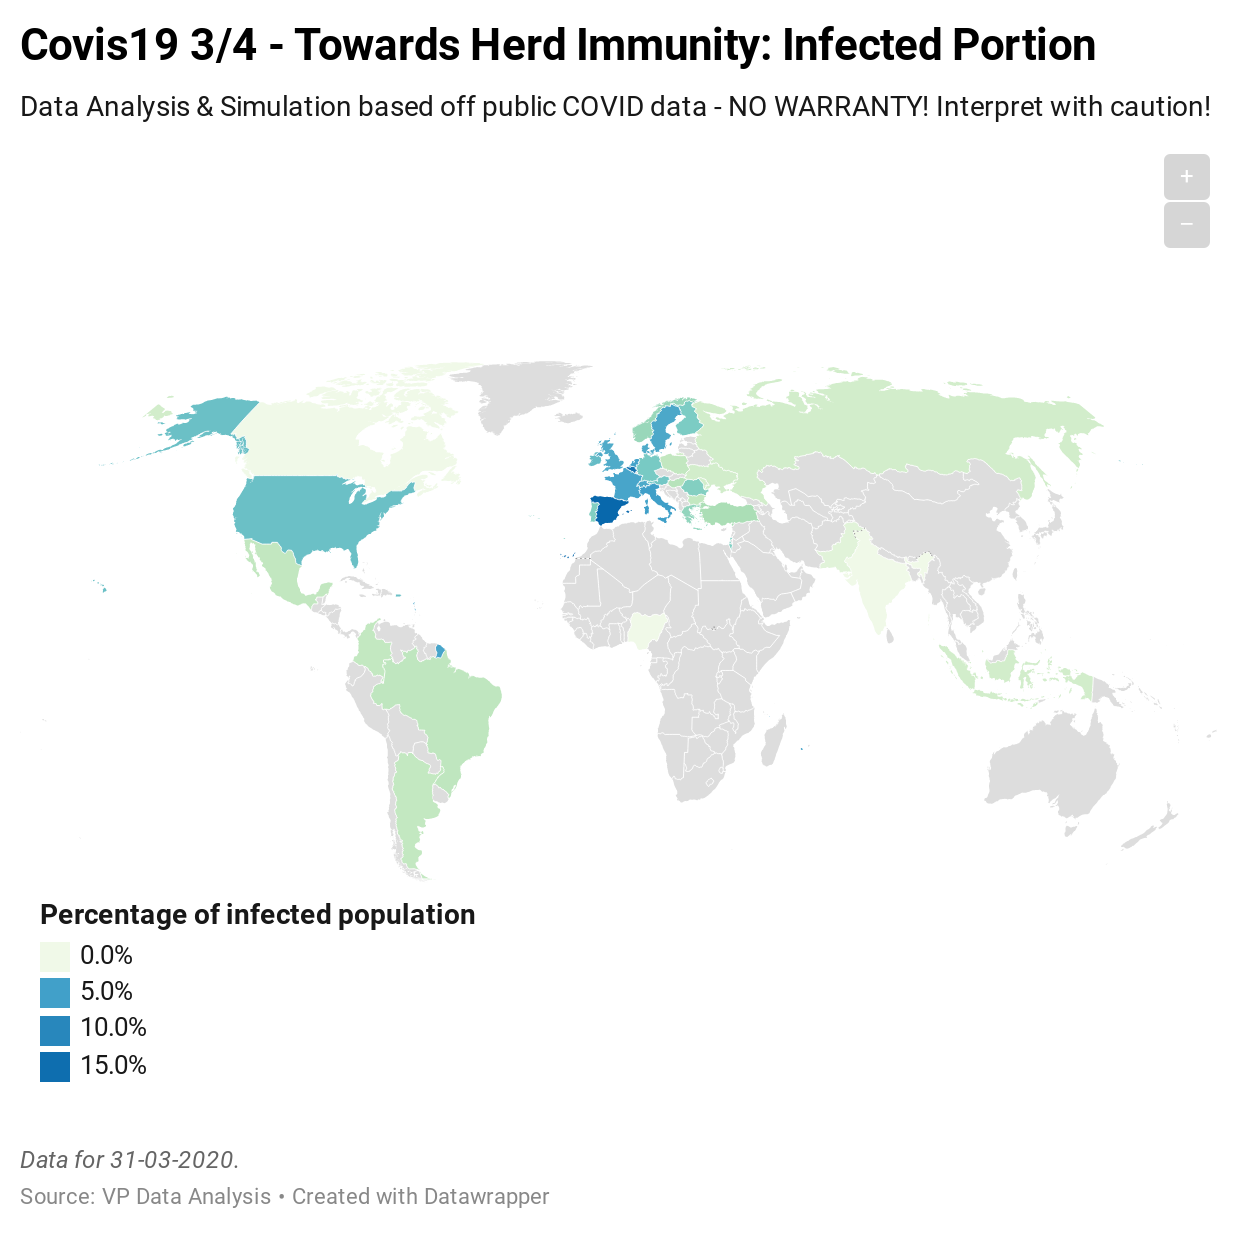 Covis19 3/4 - Towards Herd Immunity: Infected Portion
Data Analysis & Simulation based off public COVID data - NO WARRANTY! Interpret with caution!
+
−
Percentage of infected population
0.0%
5.0%
10.0%
15.0%
Data for 31-03-2020.
Source: VP Data Analysis • Created with Datawrapper